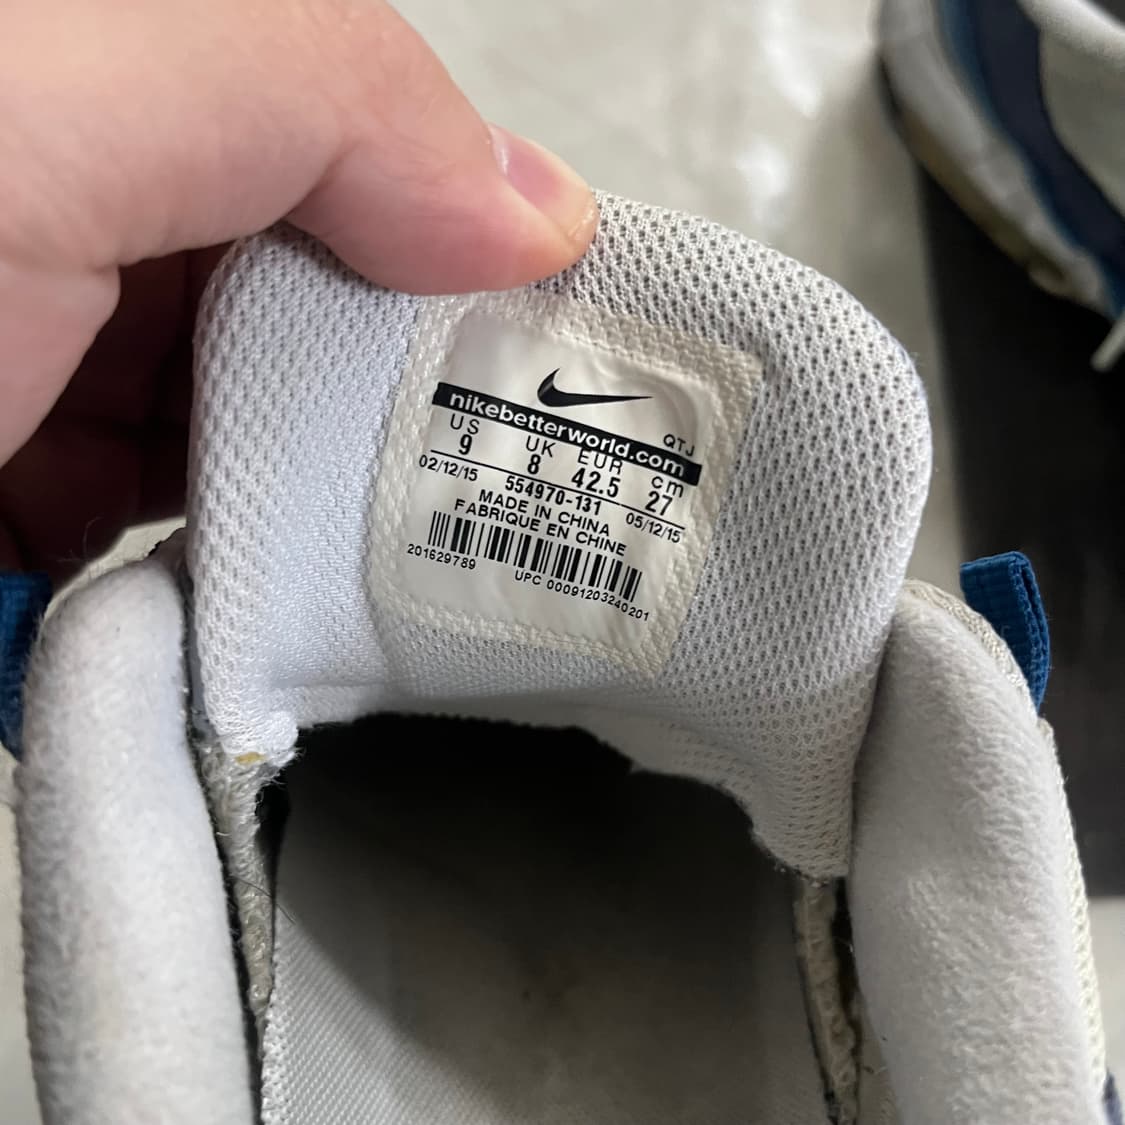 nikebetterworld.com
QTJ
US UK EUR cm
9 8 42.5 27
02/12/15 554970-131 05/12/15
MADE IN CHINA
FABRIQUE EN CHINE
201629789 UPC 00091203240201